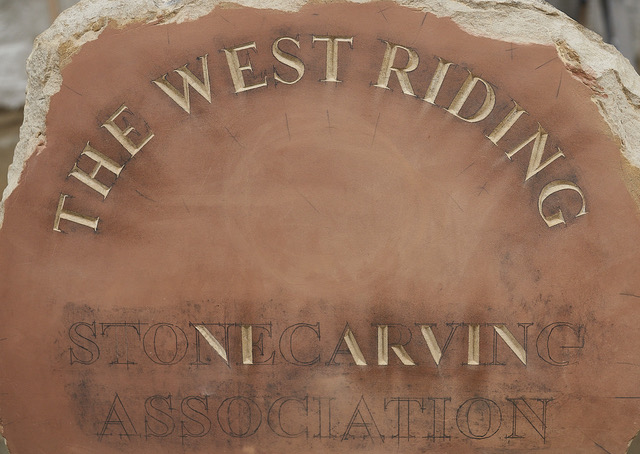 THE WEST RIDING
STONECARVING
ASSOCIATION